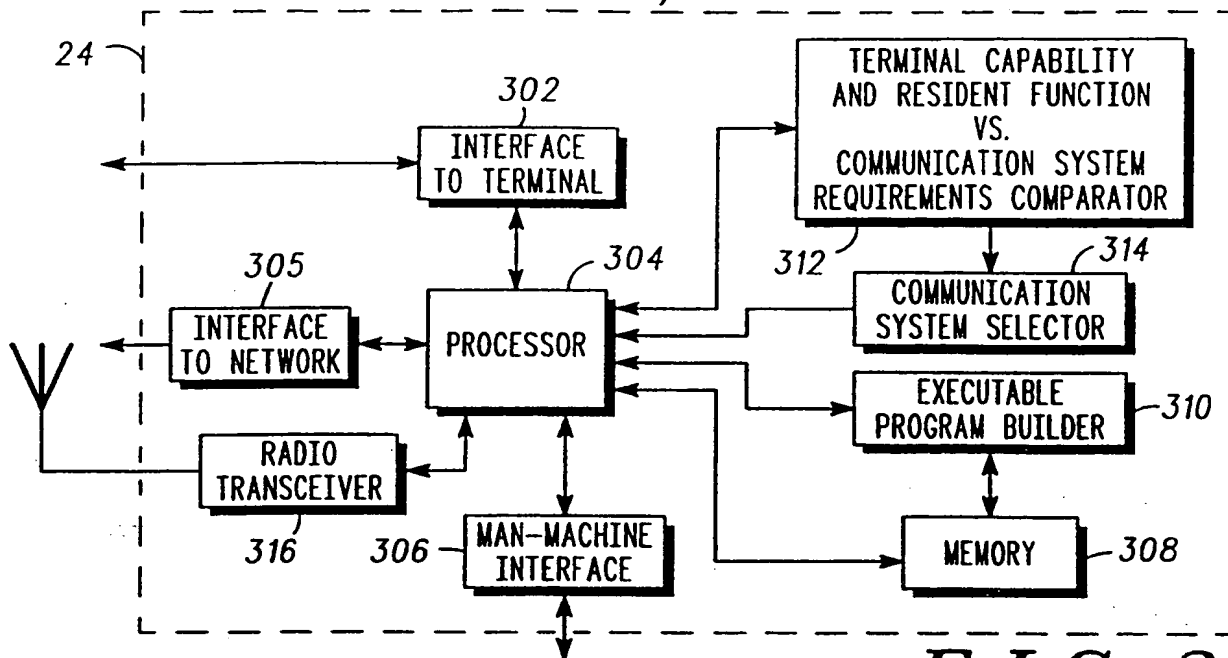 24
302
INTERFACE
TO TERMINAL
TERMINAL CAPABILITY
AND RESIDENT FUNCTION
VS.
COMMUNICATION SYSTEM
REQUIREMENTS COMPARATOR
312
314
COMMUNICATION
SYSTEM SELECTOR
305
INTERFACE
TO NETWORK
304
PROCESSOR
EXECUTABLE
PROGRAM BUILDER
310
RADIO
TRANSCEIVER
316
306
MAN-MACHINE
INTERFACE
MEMORY
308